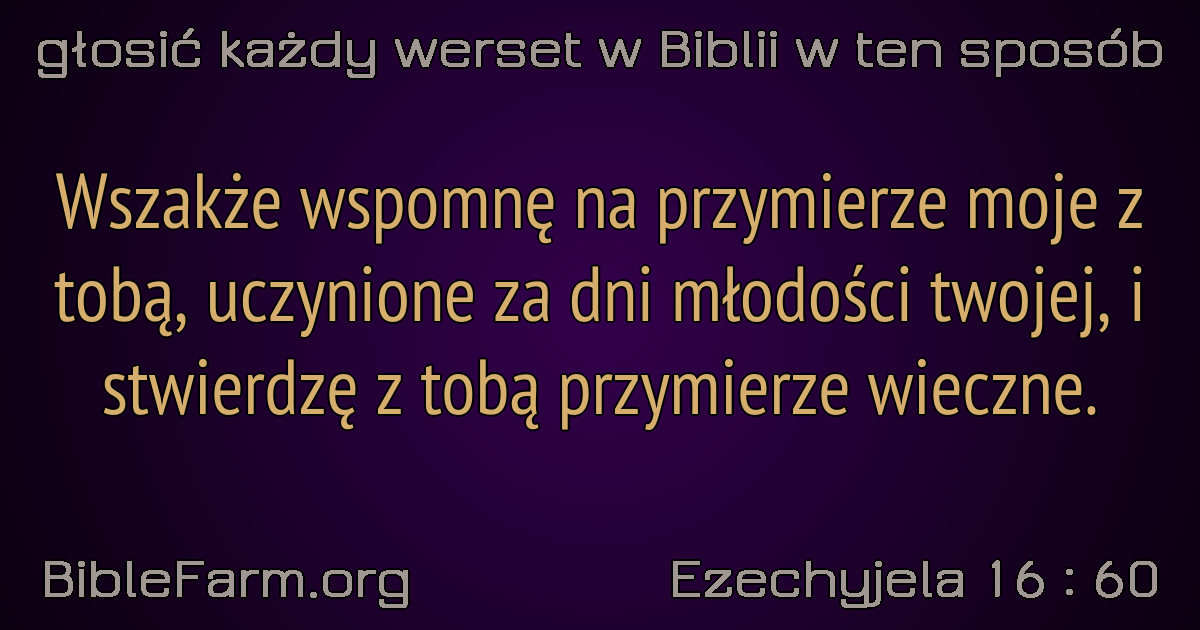 głosić każdy werset w Biblii w ten sposób
Wszakże wspomnę na przymierze moje z
tobą, uczynione za dni młodości twojej, i
stwierdzę z tobą przymierze wieczne.
BibleFarm.org
Ezechyjela 16 : 60